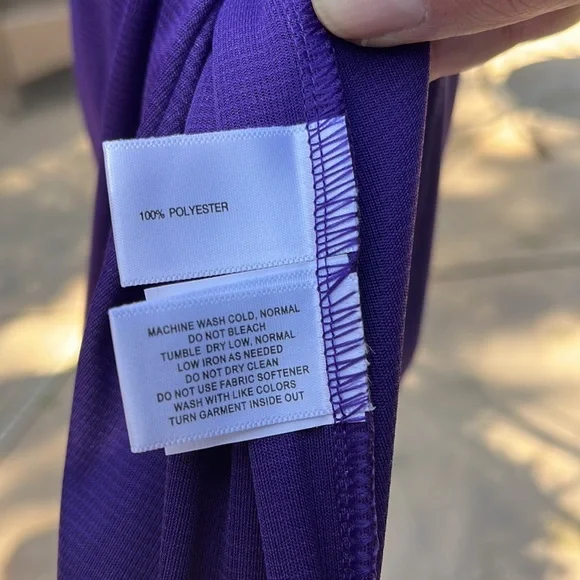 100% POLYESTER
MACHINE WASH COLD, NORMAL
DO NOT BLEACH
TUMBLE DRY LOW, NORMAL
LOW IRON AS NEEDED
DO NOT DRY CLEAN
DO NOT USE FABRIC SOFTENER
WASH WITH LIKE COLORS
TURN GARMENT INSIDE OUT